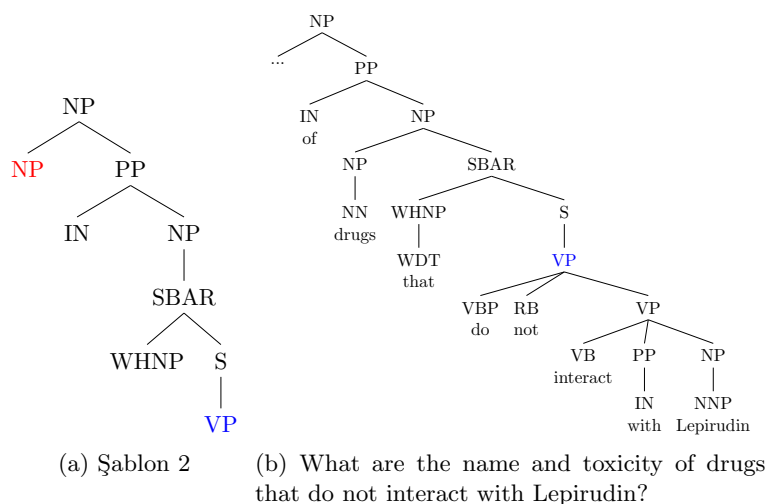 NP
NP PP
IN NP
SBAR
WHNP S
VP
(a) Şablon 2
NP
... PP
IN NP
of
NP SBAR
NN WHNP S
drugs
WDT VP
that
VBP RB VP
do not
VB PP NP
interact
IN NNP
with Lepirudin
(b) What are the name and toxicity of drugs
that do not interact with Lepirudin?